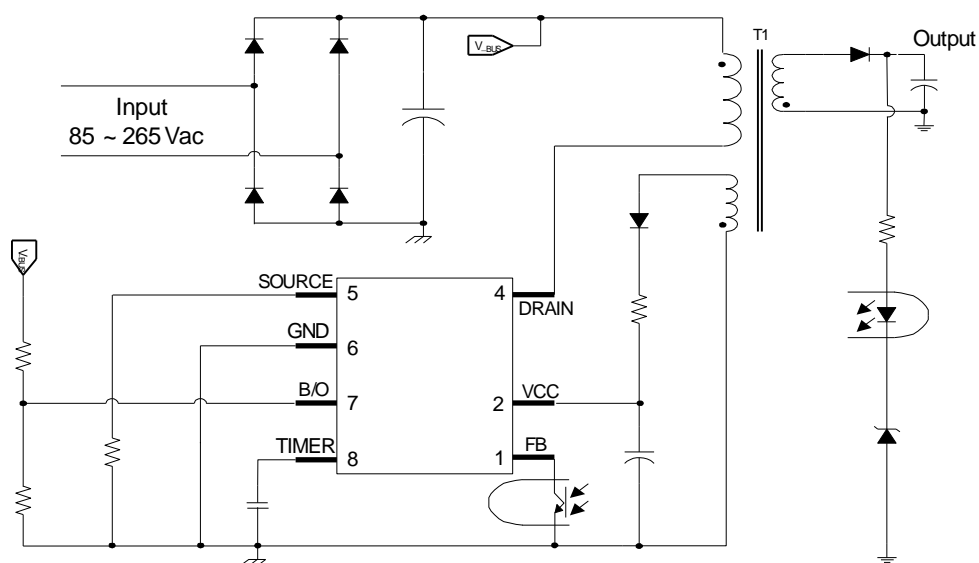 T1
Output
V_BUS
Input
85 ~ 265 Vac
VBUS
SOURCE
5
4
DRAIN
GND
6
B/O
7
2
VCC
TIMER
8
1
FB